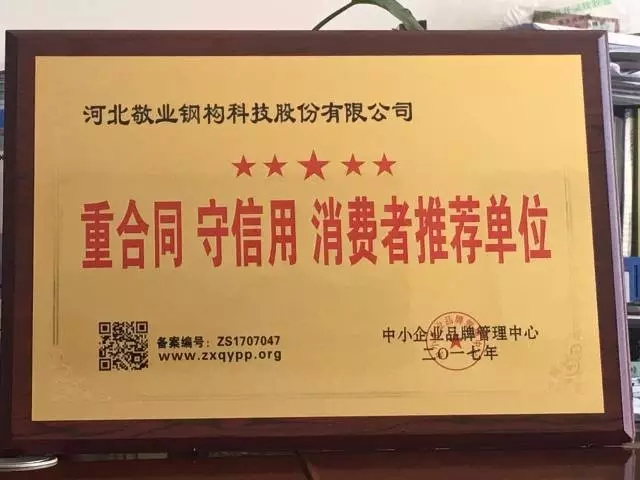 河北敬业钢构科技股份有限公司
重合同 守信用 消费者推荐单位
备案编号：ZS1707047
www.zxqypp.org
中小企业品牌管理中心
二〇一七年